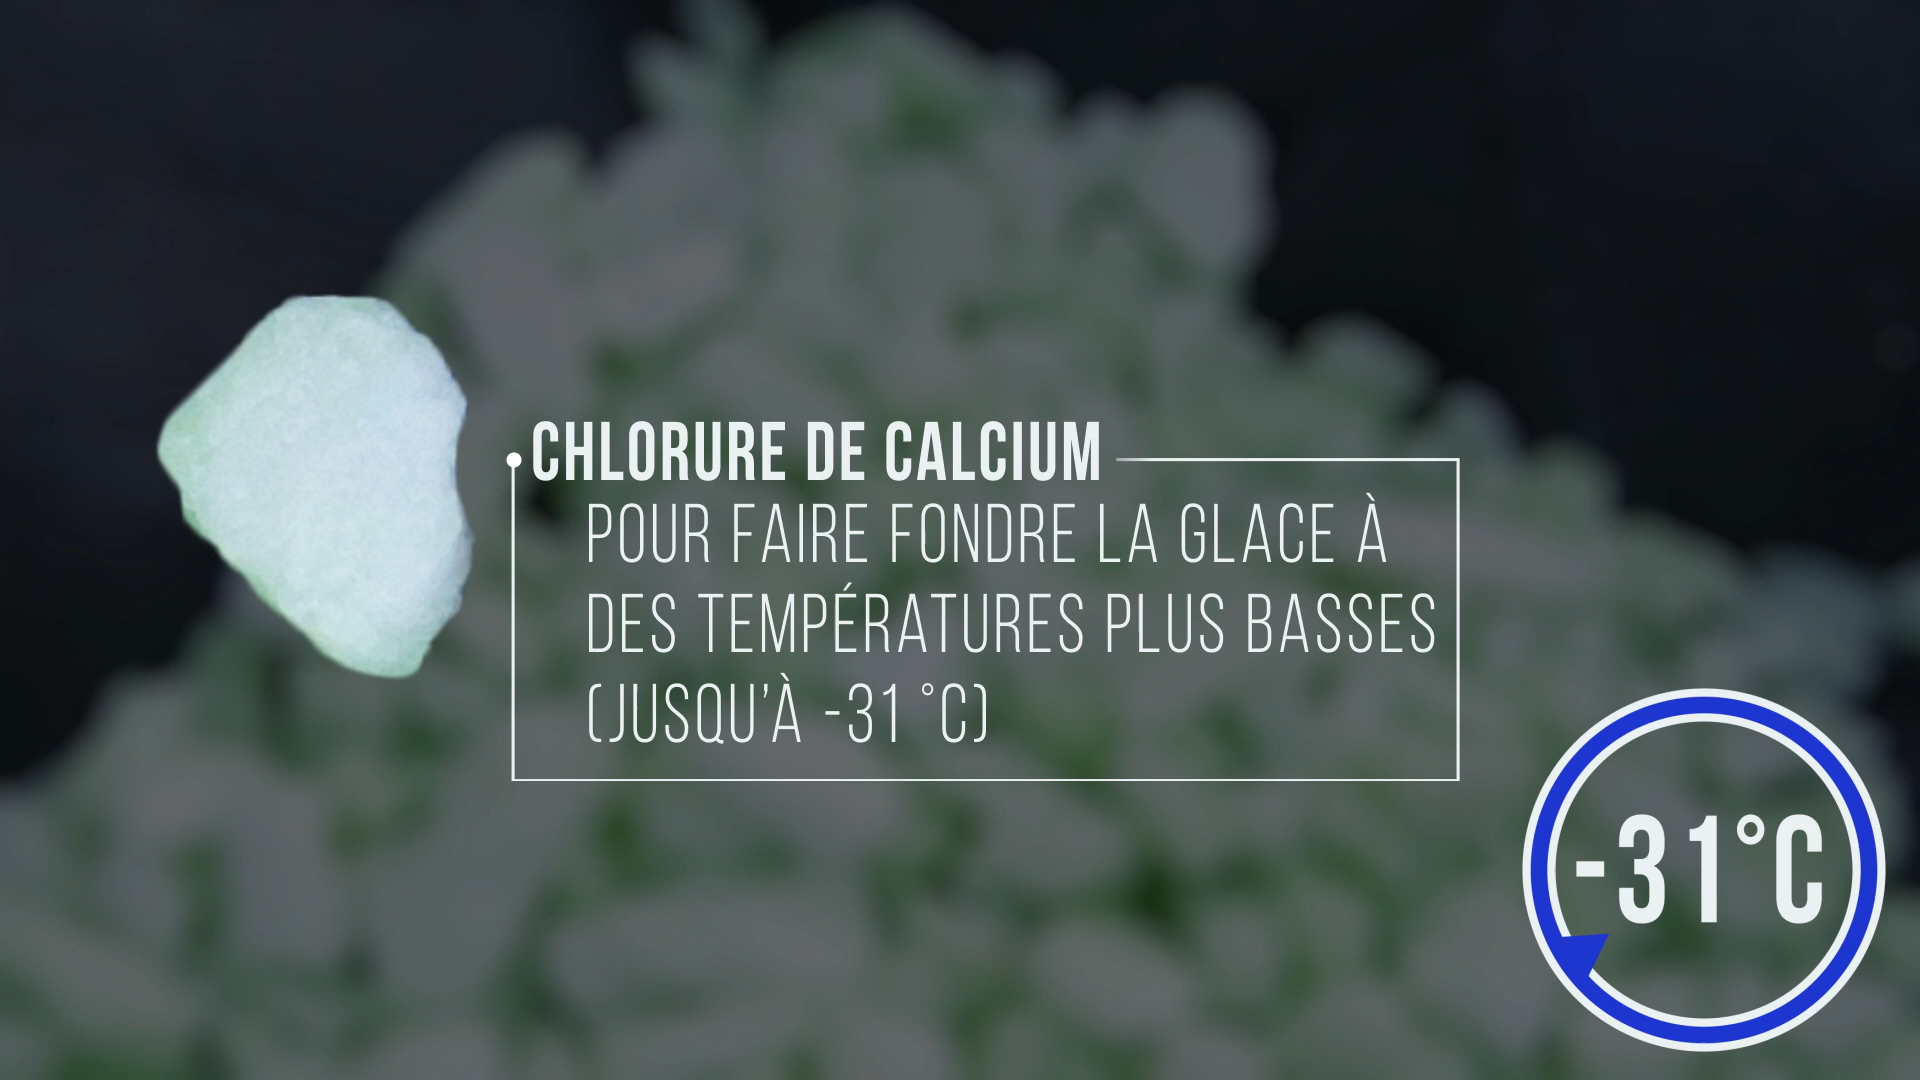 CHLORURE DE CALCIUM
POUR FAIRE FONDRE LA GLACE À
DES TEMPÉRATURES PLUS BASSES
(JUSQU'À -31 °C)
-31°C